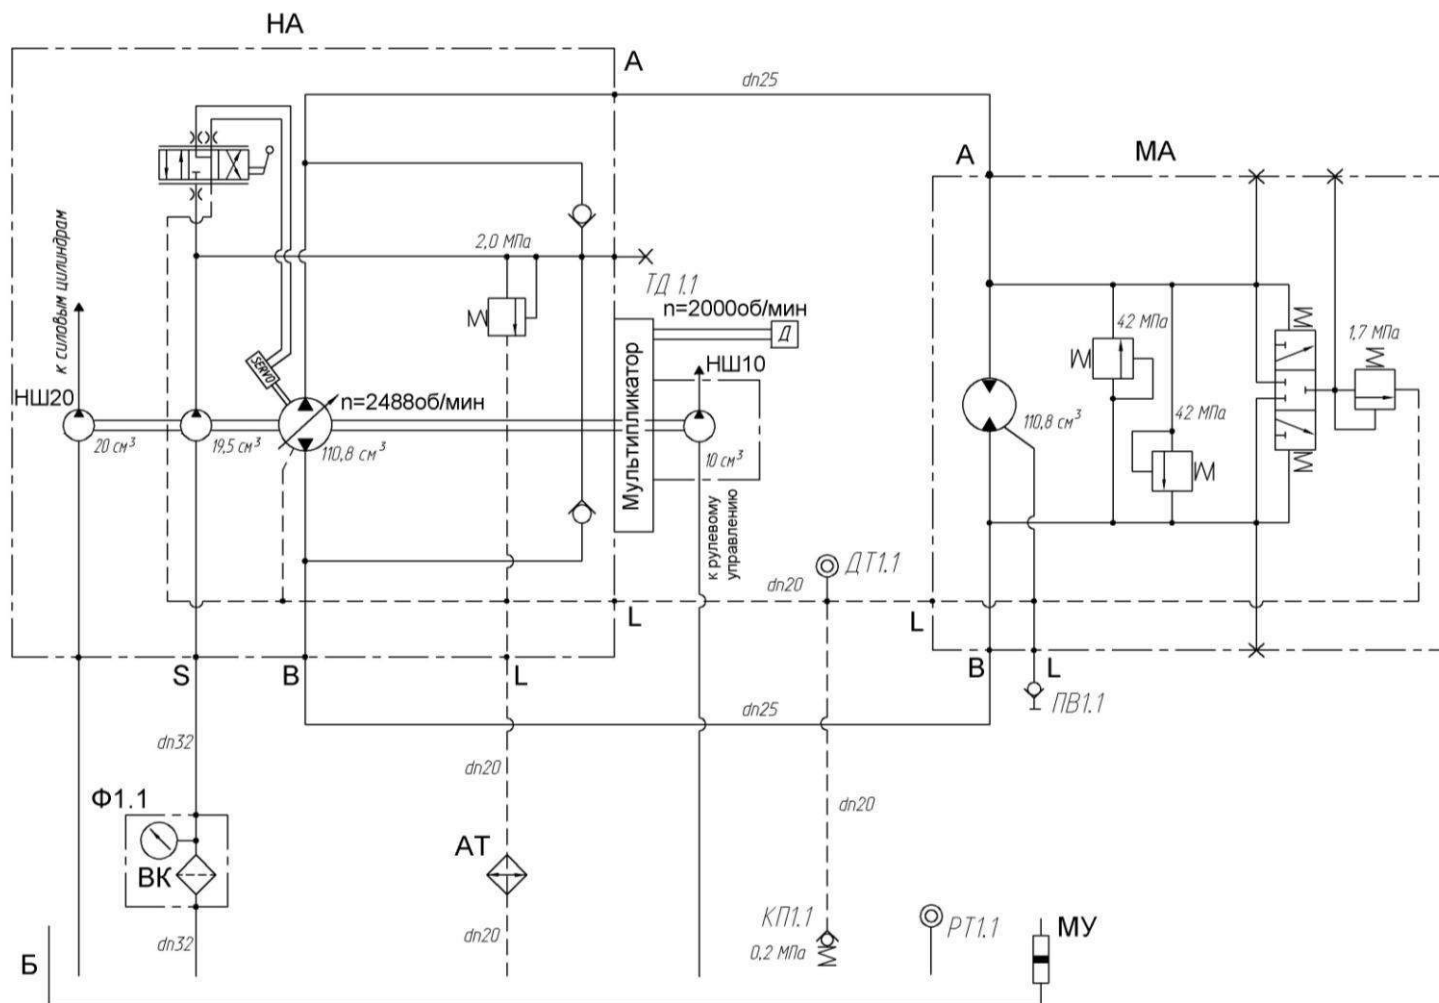 НА
А
dn25
А
МА
к силовым цилиндрам
2,0 МПа
ТД 1.1
n=2000об/мин
Д
42 МПа
1,7 МПа
SERVO
НШ10
НШ20
n=2488об/мин
20 см³
19,5 см³
110,8 см³
Мультипликатор
10 см³
110,8 см³
42 МПа
к рулевому
управлению
ДТ1.1
dn20
L
L
S
B
L
B
L
ПВ1.1
dn25
dn32
dn20
dn20
Ф1.1
ВК
АТ
КП1.1
0,2 МПа
РТ1.1
МУ
dn32
dn20
Б